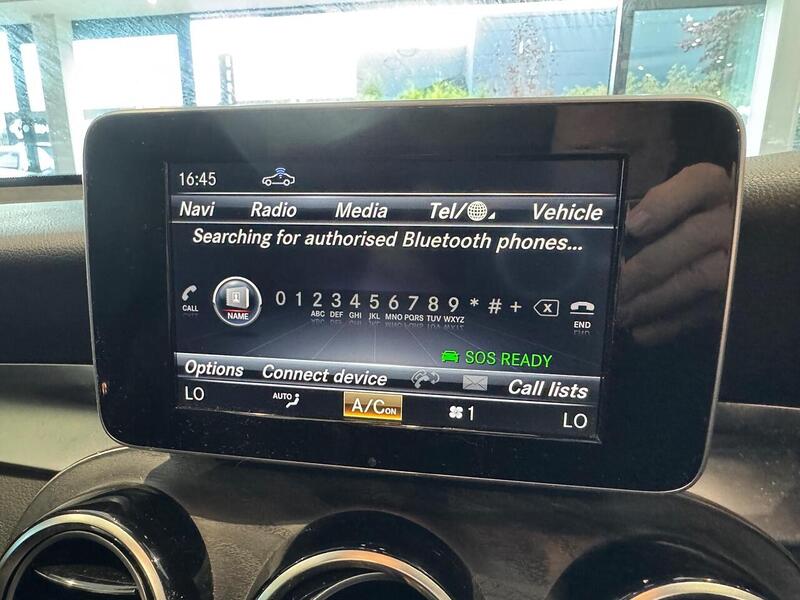 16:45
Navi Radio Media Tel/ Vehicle
Searching for authorised Bluetooth phones...
CALL NAME 0 1 2 3 4 5 6 7 8 9 * # + END
ABC DEF GHI JKL MNO PQRS TUV WXYZ
SOS READY
Options Connect device Call lists
LO AUTO A/C ON 1 LO